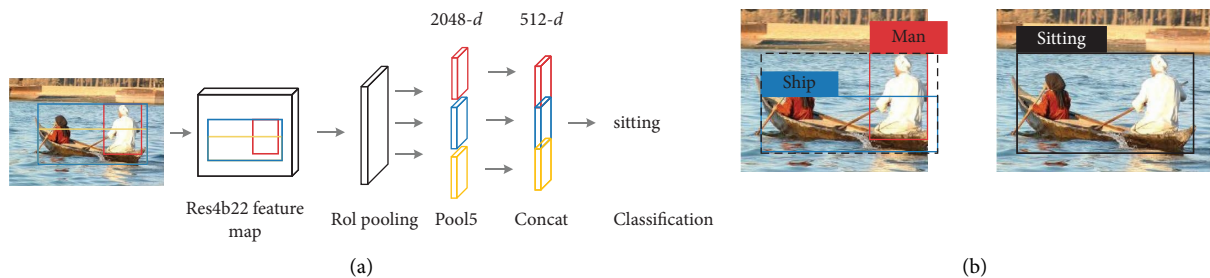 2048-d
512-d
sitting
Res4b22 feature
map
RoI pooling
Pool5
Concat
Classification
(a)
Man
Ship
Sitting
(b)